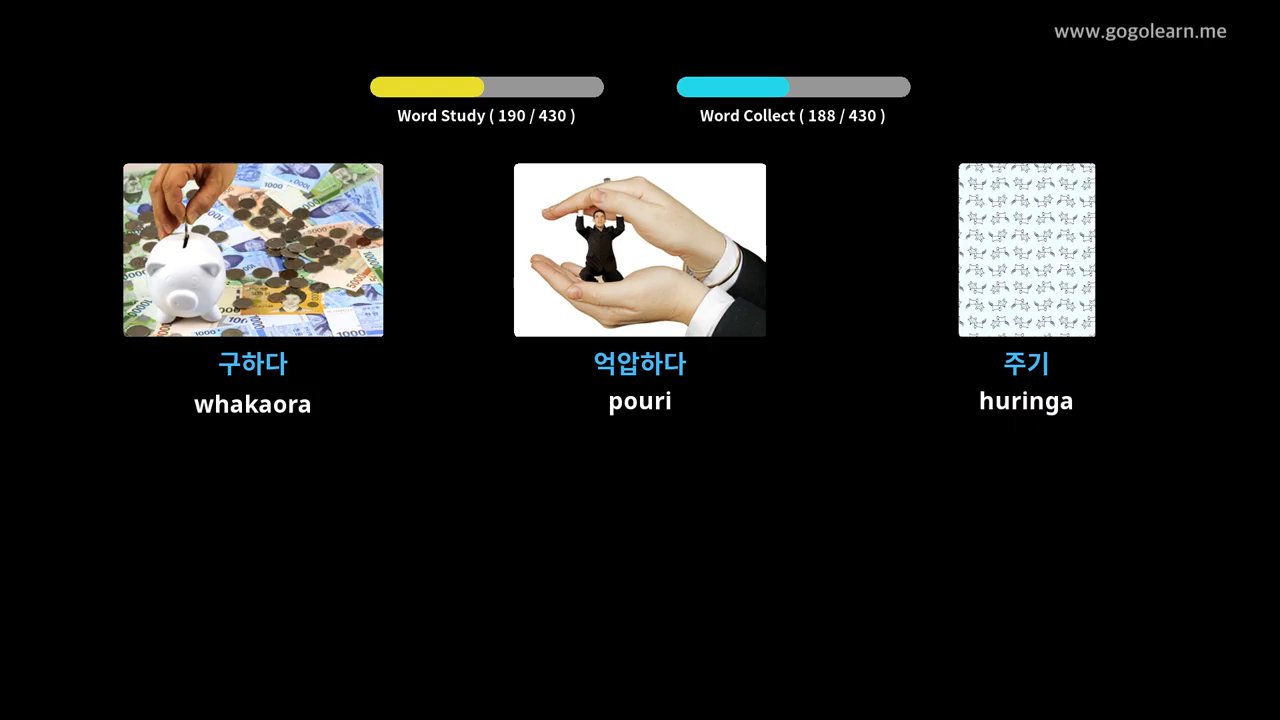 www.gogolearn.me
Word Study ( 190 / 430 )
Word Collect ( 188 / 430 )
구하다
억압하다
주기
whakaora
pouri
huringa